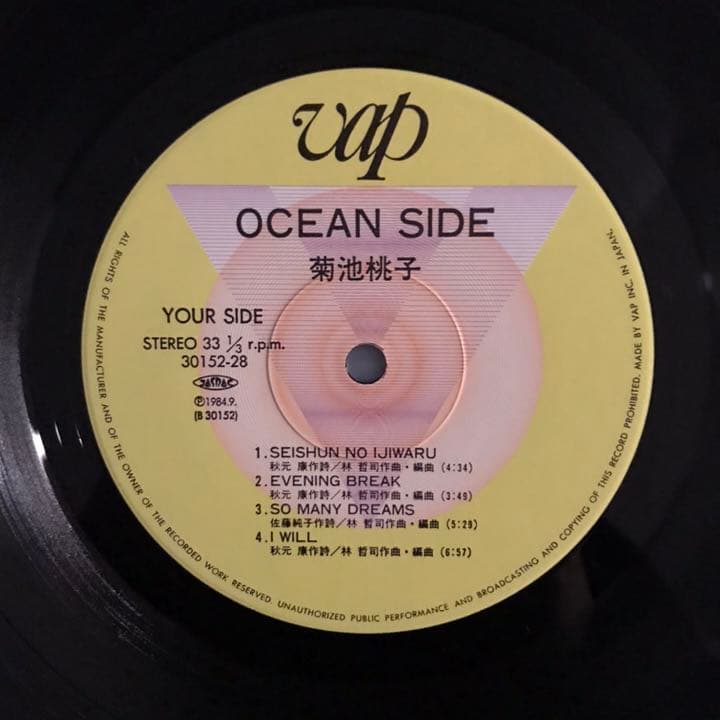 vap
OCEAN SIDE
菊池桃子
YOUR SIDE
STEREO 33 1/3 r.p.m.
30152-28
JASRAC
Ⓟ1984.9.
(B 30152)
1.SEISHUN NO IJIWARU
秋元 康作詩/林 哲司作曲・編曲 (4:34)
2.EVENING BREAK
秋元 康作詩/林 哲司作曲・編曲 (3:49)
3.SO MANY DREAMS
佐藤純子作詩/林 哲司作曲・編曲 (5:29)
4.I WILL
秋元 康作詩/林 哲司作曲・編曲 (6:57)
ALL RIGHTS OF THE MANUFACTURER AND OF THE OWNER OF THE RECORDED WORK RESERVED. UNAUTHORIZED PUBLIC PERFORMANCE AND BROADCASTING AND COPYING OF THIS RECORD PROHIBITED. MADE BY VAP INC. IN JAPAN.